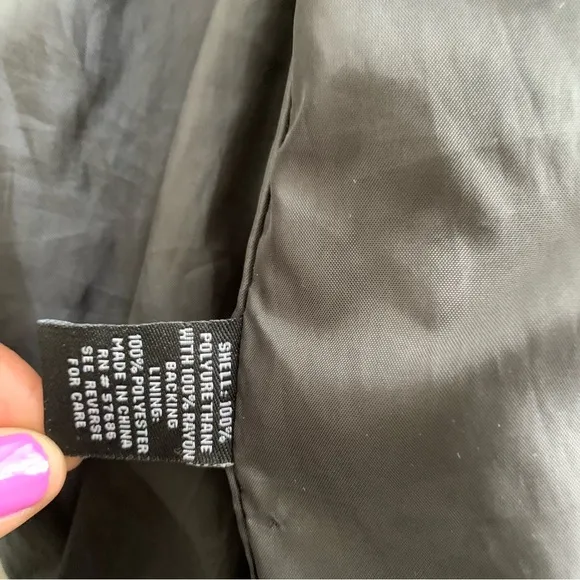 SHELL: 100%
POLYURETHANE
WITH 100% RAYON
BACKING
LINING:
100% POLYESTER
MADE IN CHINA
RN # 57686
SEE REVERSE
FOR CARE